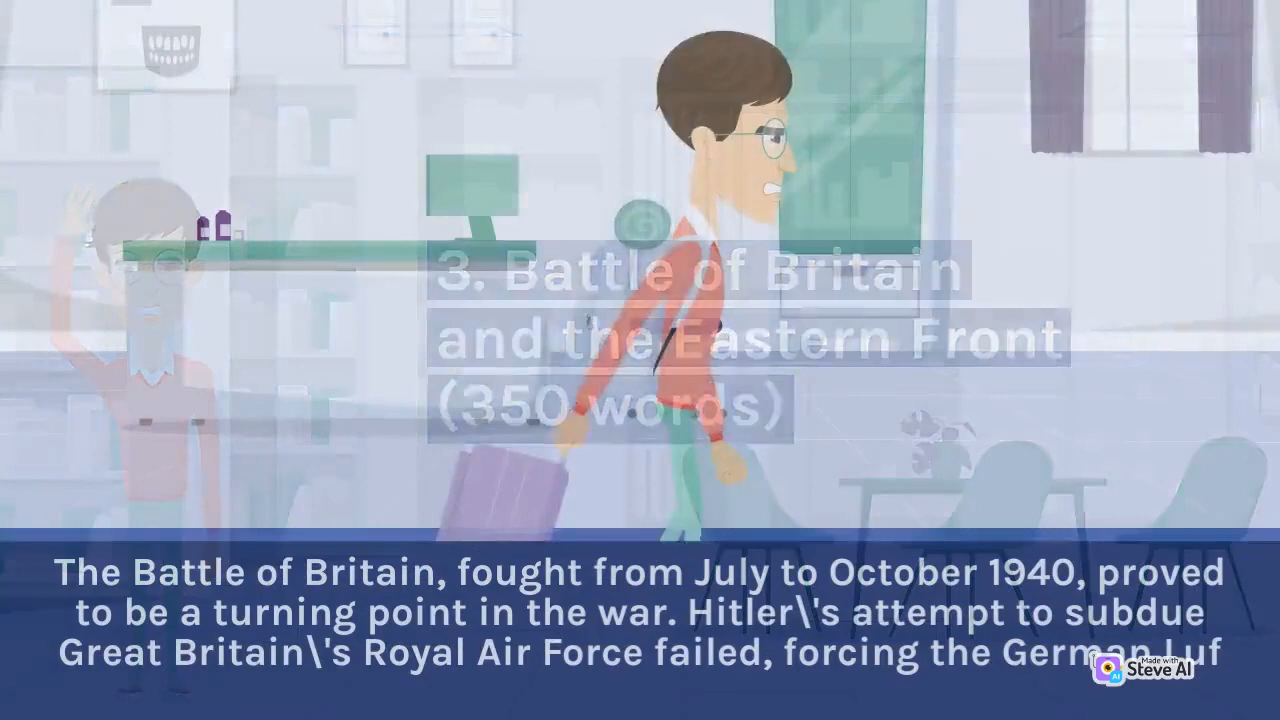 3. Battle of Britain
and the Eastern Front
(350 words)
The Battle of Britain, fought from July to October 1940, proved
to be a turning point in the war. Hitler\'s attempt to subdue
Great Britain\'s Royal Air Force failed, forcing the German Luf
Made with
Steve AI